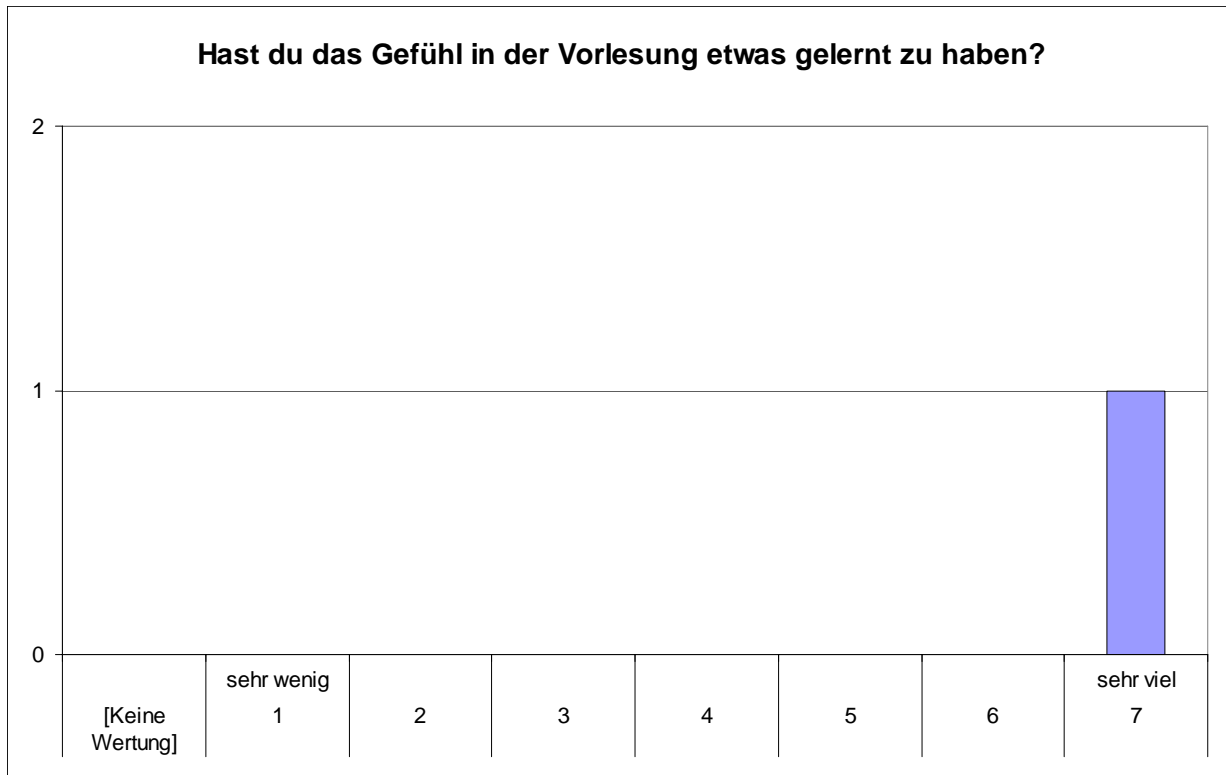 Hast du das Gefühl in der Vorlesung etwas gelernt zu haben?
2
1
0
sehr wenig
sehr viel
[Keine
Wertung]
1
2
3
4
5
6
7